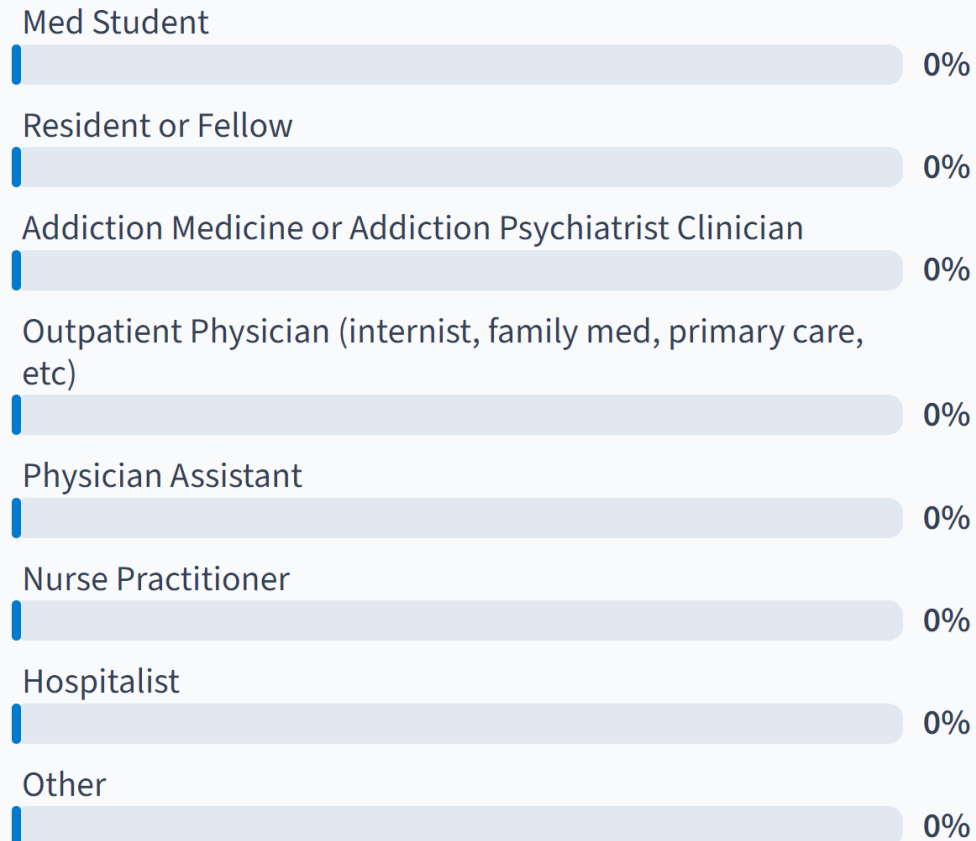 Med Student
0%
Resident or Fellow
0%
Addiction Medicine or Addiction Psychiatrist Clinician
0%
Outpatient Physician (internist, family med, primary care,
etc)
0%
Physician Assistant
0%
Nurse Practitioner
0%
Hospitalist
0%
Other
0%